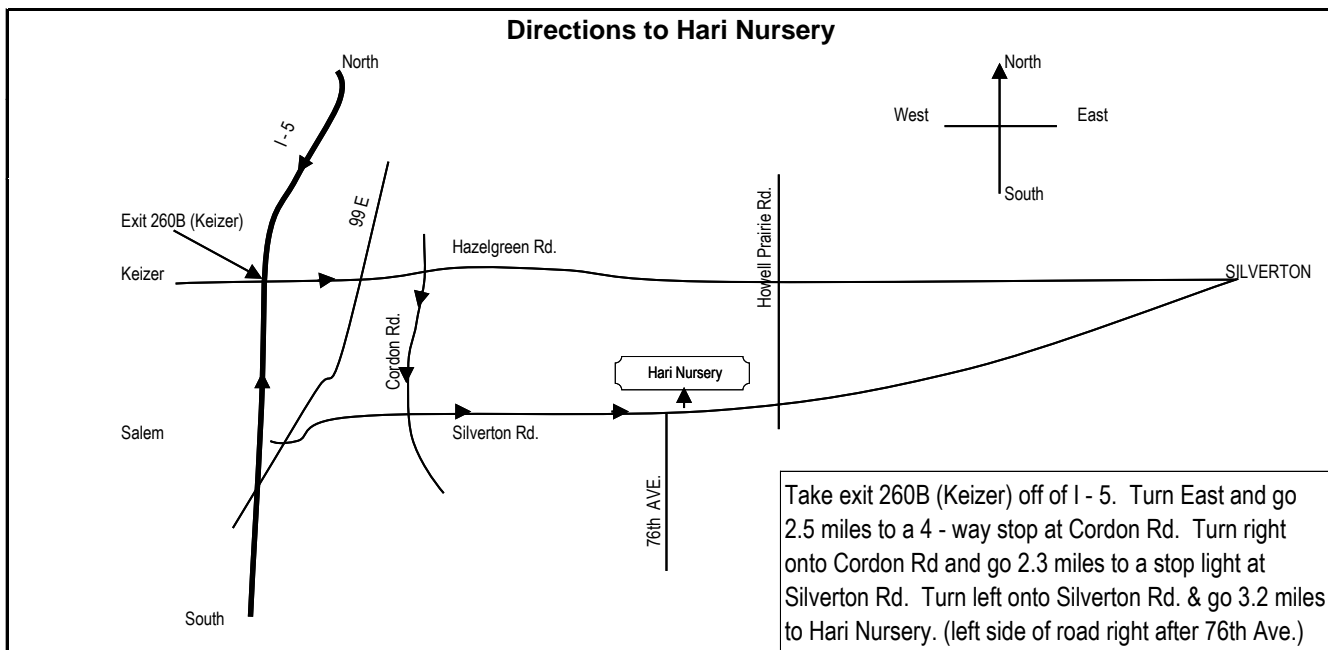 Directions to Hari Nursery
North
North
I - 5
West
East
South
99 E
Howell Prairie Rd.
Exit 260B (Keizer)
Hazelgreen Rd.
Keizer
SILVERTON
Cordon Rd.
Hari Nursery
Salem
Silverton Rd.
76th AVE.
South
Take exit 260B (Keizer) off of I - 5. Turn East and go
2.5 miles to a 4 - way stop at Cordon Rd. Turn right
onto Cordon Rd and go 2.3 miles to a stop light at
Silverton Rd. Turn left onto Silverton Rd. & go 3.2 miles
to Hari Nursery. (left side of road right after 76th Ave.)